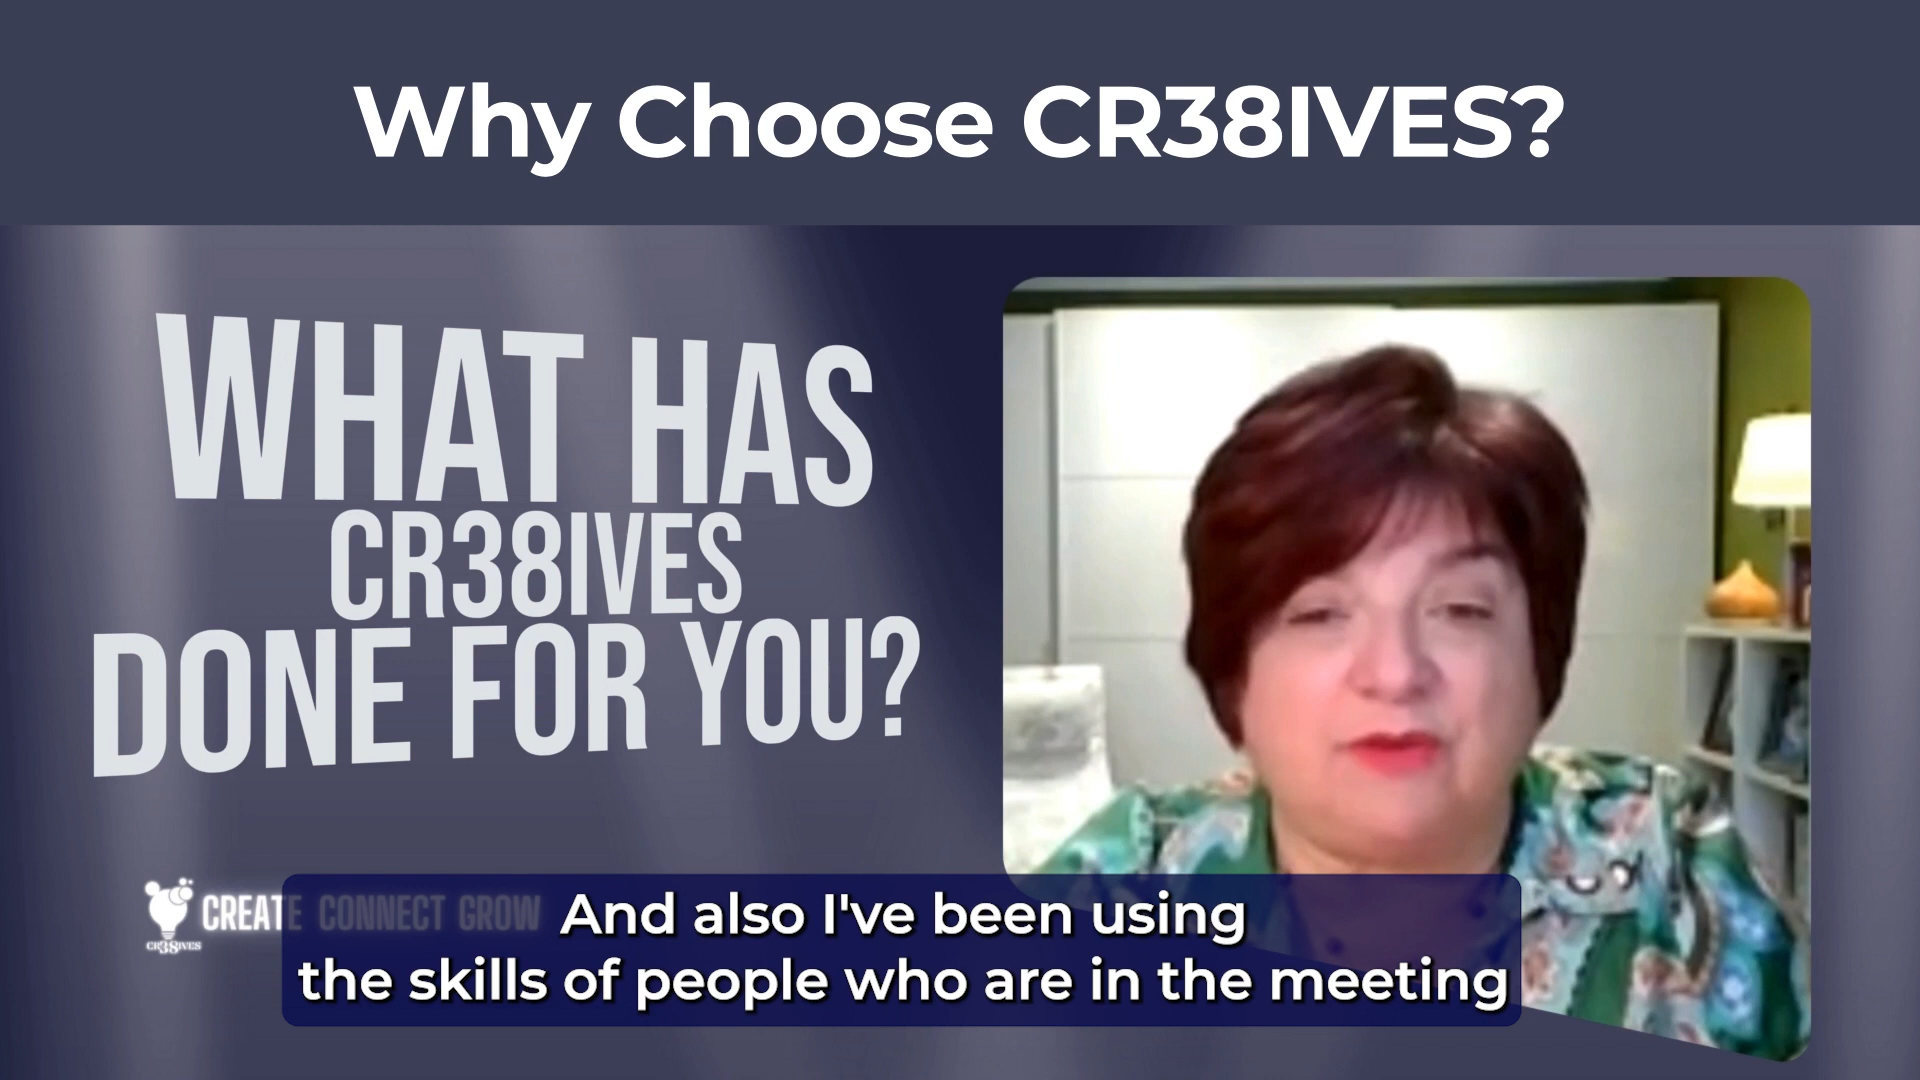 Why Choose CR38IVES?
WHAT HAS
CR38IVES
DONE FOR YOU?
CREATE CONNECT GROW
CR38IVES
And also I've been using
the skills of people who are in the meeting